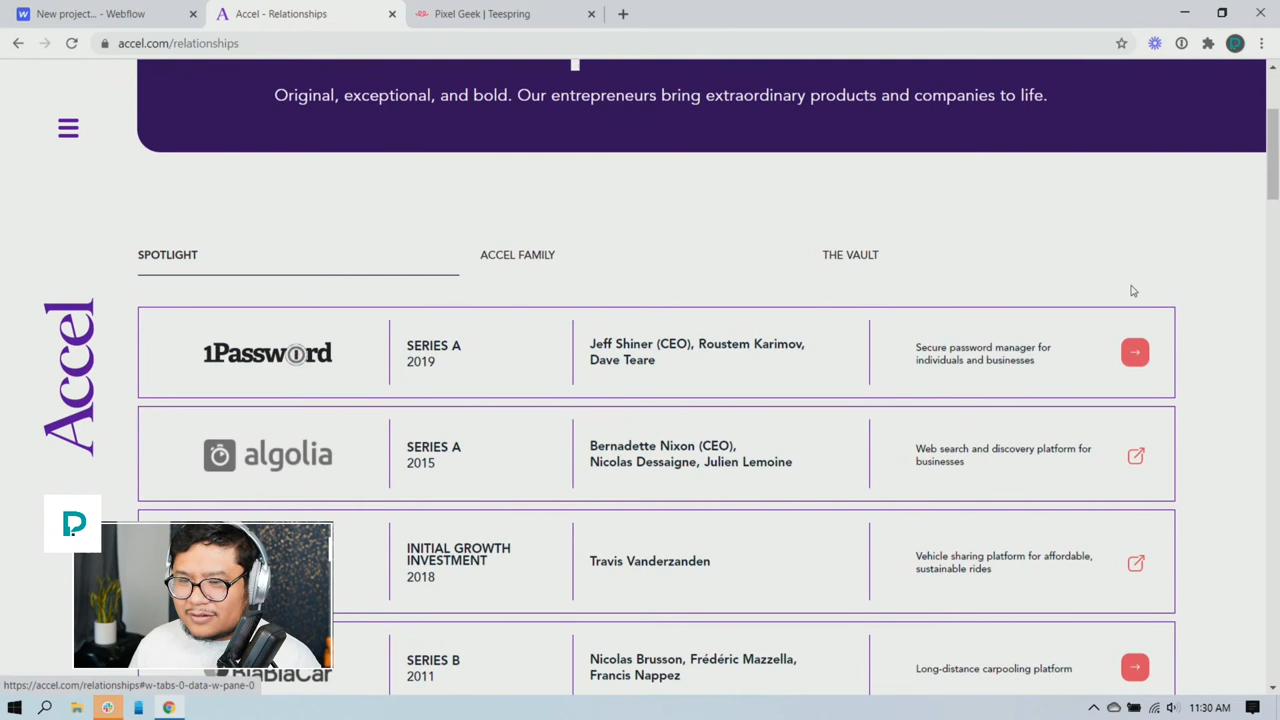 New project... - Webflow
Accel - Relationships
Pixel Geek | Teespring
accel.com/relationships
Original, exceptional, and bold. Our entrepreneurs bring extraordinary products and companies to life.
SPOTLIGHT
ACCEL FAMILY
THE VAULT
Accel
1Password
SERIES A
2019
Jeff Shiner (CEO), Roustem Karimov,
Dave Teare
Secure password manager for
individuals and businesses
algolia
SERIES A
2015
Bernadette Nixon (CEO),
Nicolas Dessaigne, Julien Lemoine
Web search and discovery platform for
businesses
INITIAL GROWTH
INVESTMENT
2018
Travis Vanderzanden
Vehicle sharing platform for affordable,
sustainable rides
BlaBlaCar
SERIES B
2011
Nicolas Brusson, Frédéric Mazzella,
Francis Nappez
Long-distance carpooling platform
https://accel.com/relationships#w-tabs-0-data-w-pane-0
11:30 AM